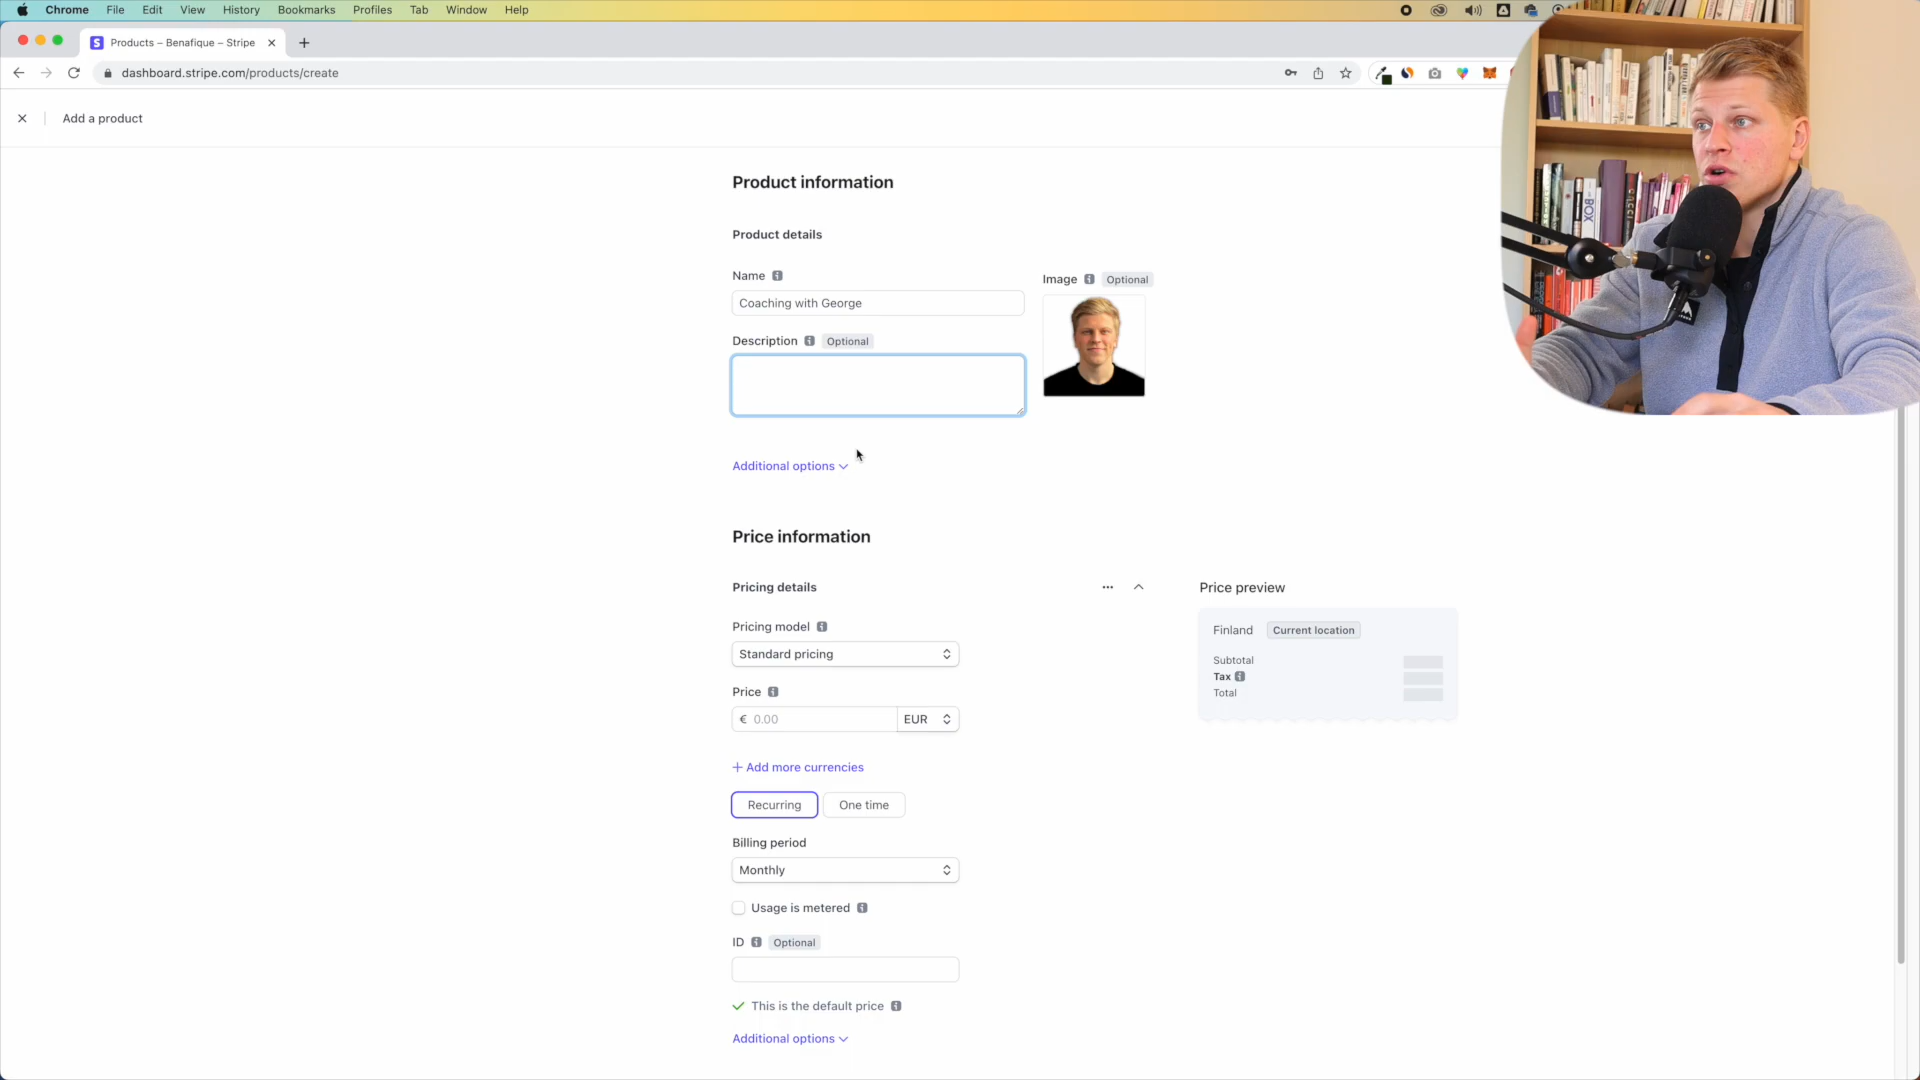 Chrome File Edit View History Bookmarks Profiles Tab Window Help
Products – Benafique – Stripe
dashboard.stripe.com/products/create
Add a product
Product information
Product details
Name
Image Optional
Coaching with George
Description Optional
Additional options
Price information
Pricing details
Price preview
Pricing model
Finland Current location
Standard pricing
Subtotal
Tax
Price
Total
€ 0.00 EUR
+ Add more currencies
Recurring One time
Billing period
Monthly
Usage is metered
ID Optional
This is the default price
Additional options